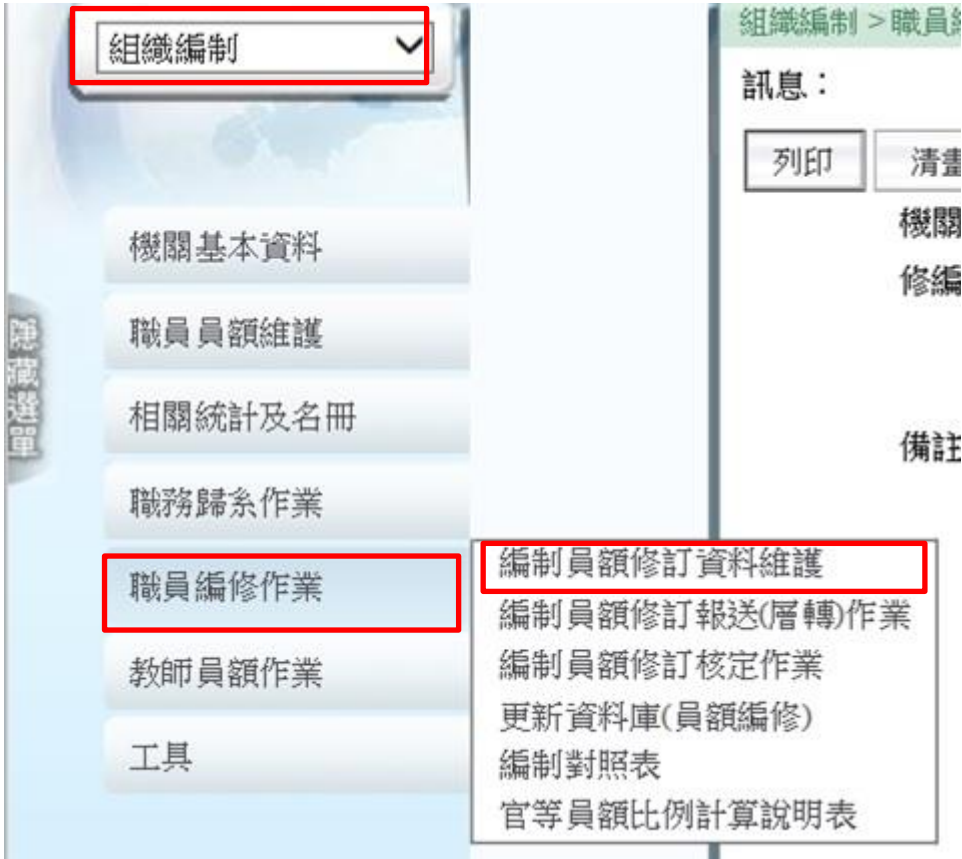 組織編制
機關基本資料
職員員額維護
相關統計及名冊
職務歸系作業
職員編修作業
教師員額作業
工具
隱藏選單
編制員額修訂資料維護
編制員額修訂報送(層轉)作業
編制員額修訂核定作業
更新資料庫(員額編修)
編制對照表
官等員額比例計算說明表
組織編制 >職員
訊息：
列印
清
機關
修編
備註